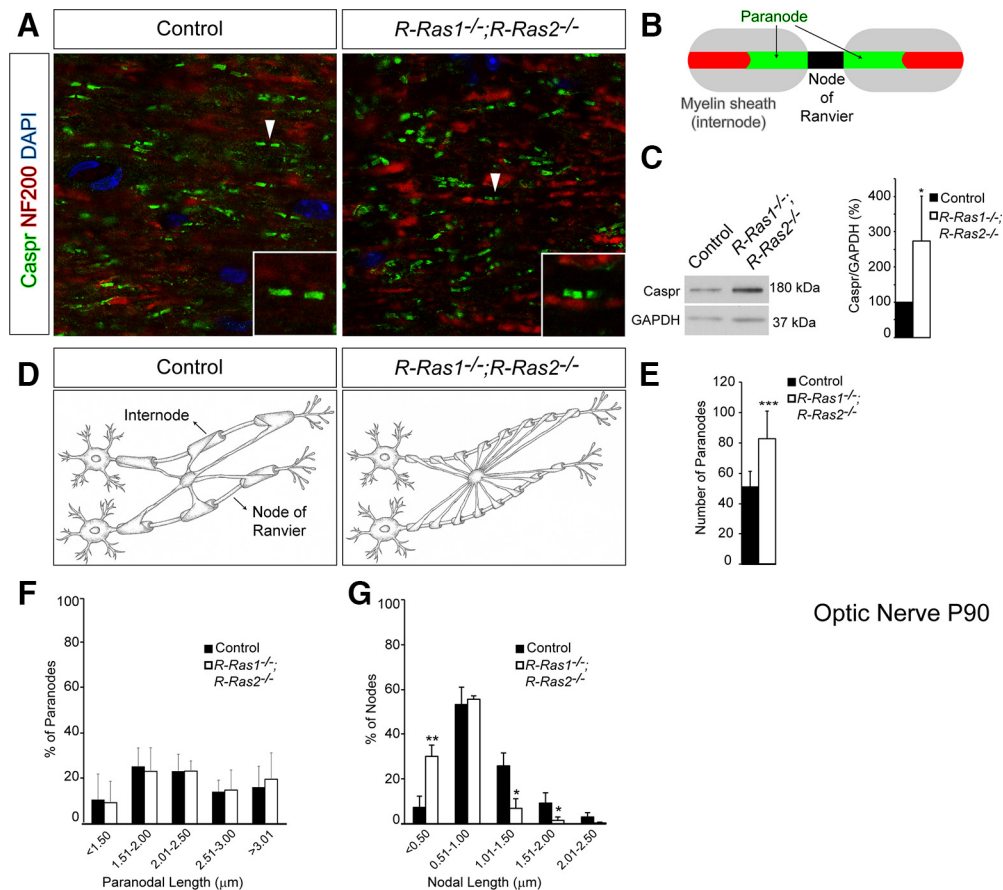 A
Control
R-Ras1-/-;R-Ras2-/-
Caspr NF200 DAPI
B
Paranode
Myelin sheath
(internode)
Node
of
Ranvier
C
Control
R-Ras1-/-;
R-Ras2-/-
Caspr
180 kDa
GAPDH
37 kDa
Caspr/GAPDH (%)
400
350
300
250
200
100
0
*
Control
R-Ras1-/-;
R-Ras2-/-
D
Control
R-Ras1-/-;R-Ras2-/-
Internode
Node of
Ranvier
E
Number of Paranodes
120
100
80
60
40
20
0
***
Control
R-Ras1-/-;
R-Ras2-/-
F
% of Paranodes
100
80
60
40
20
0
Control
R-Ras1-/-;
R-Ras2-/-
<1.50
1.51-2.00
2.01-2.50
2.51-3.00
>3.01
Paranodal Length (μm)
G
% of Nodes
100
80
60
40
20
0
**
*
*
Control
R-Ras1-/-;
R-Ras2-/-
<0.50
0.51-1.00
1.01-1.50
1.51-2.00
2.01-2.50
Nodal Length (μm)
Optic Nerve P90